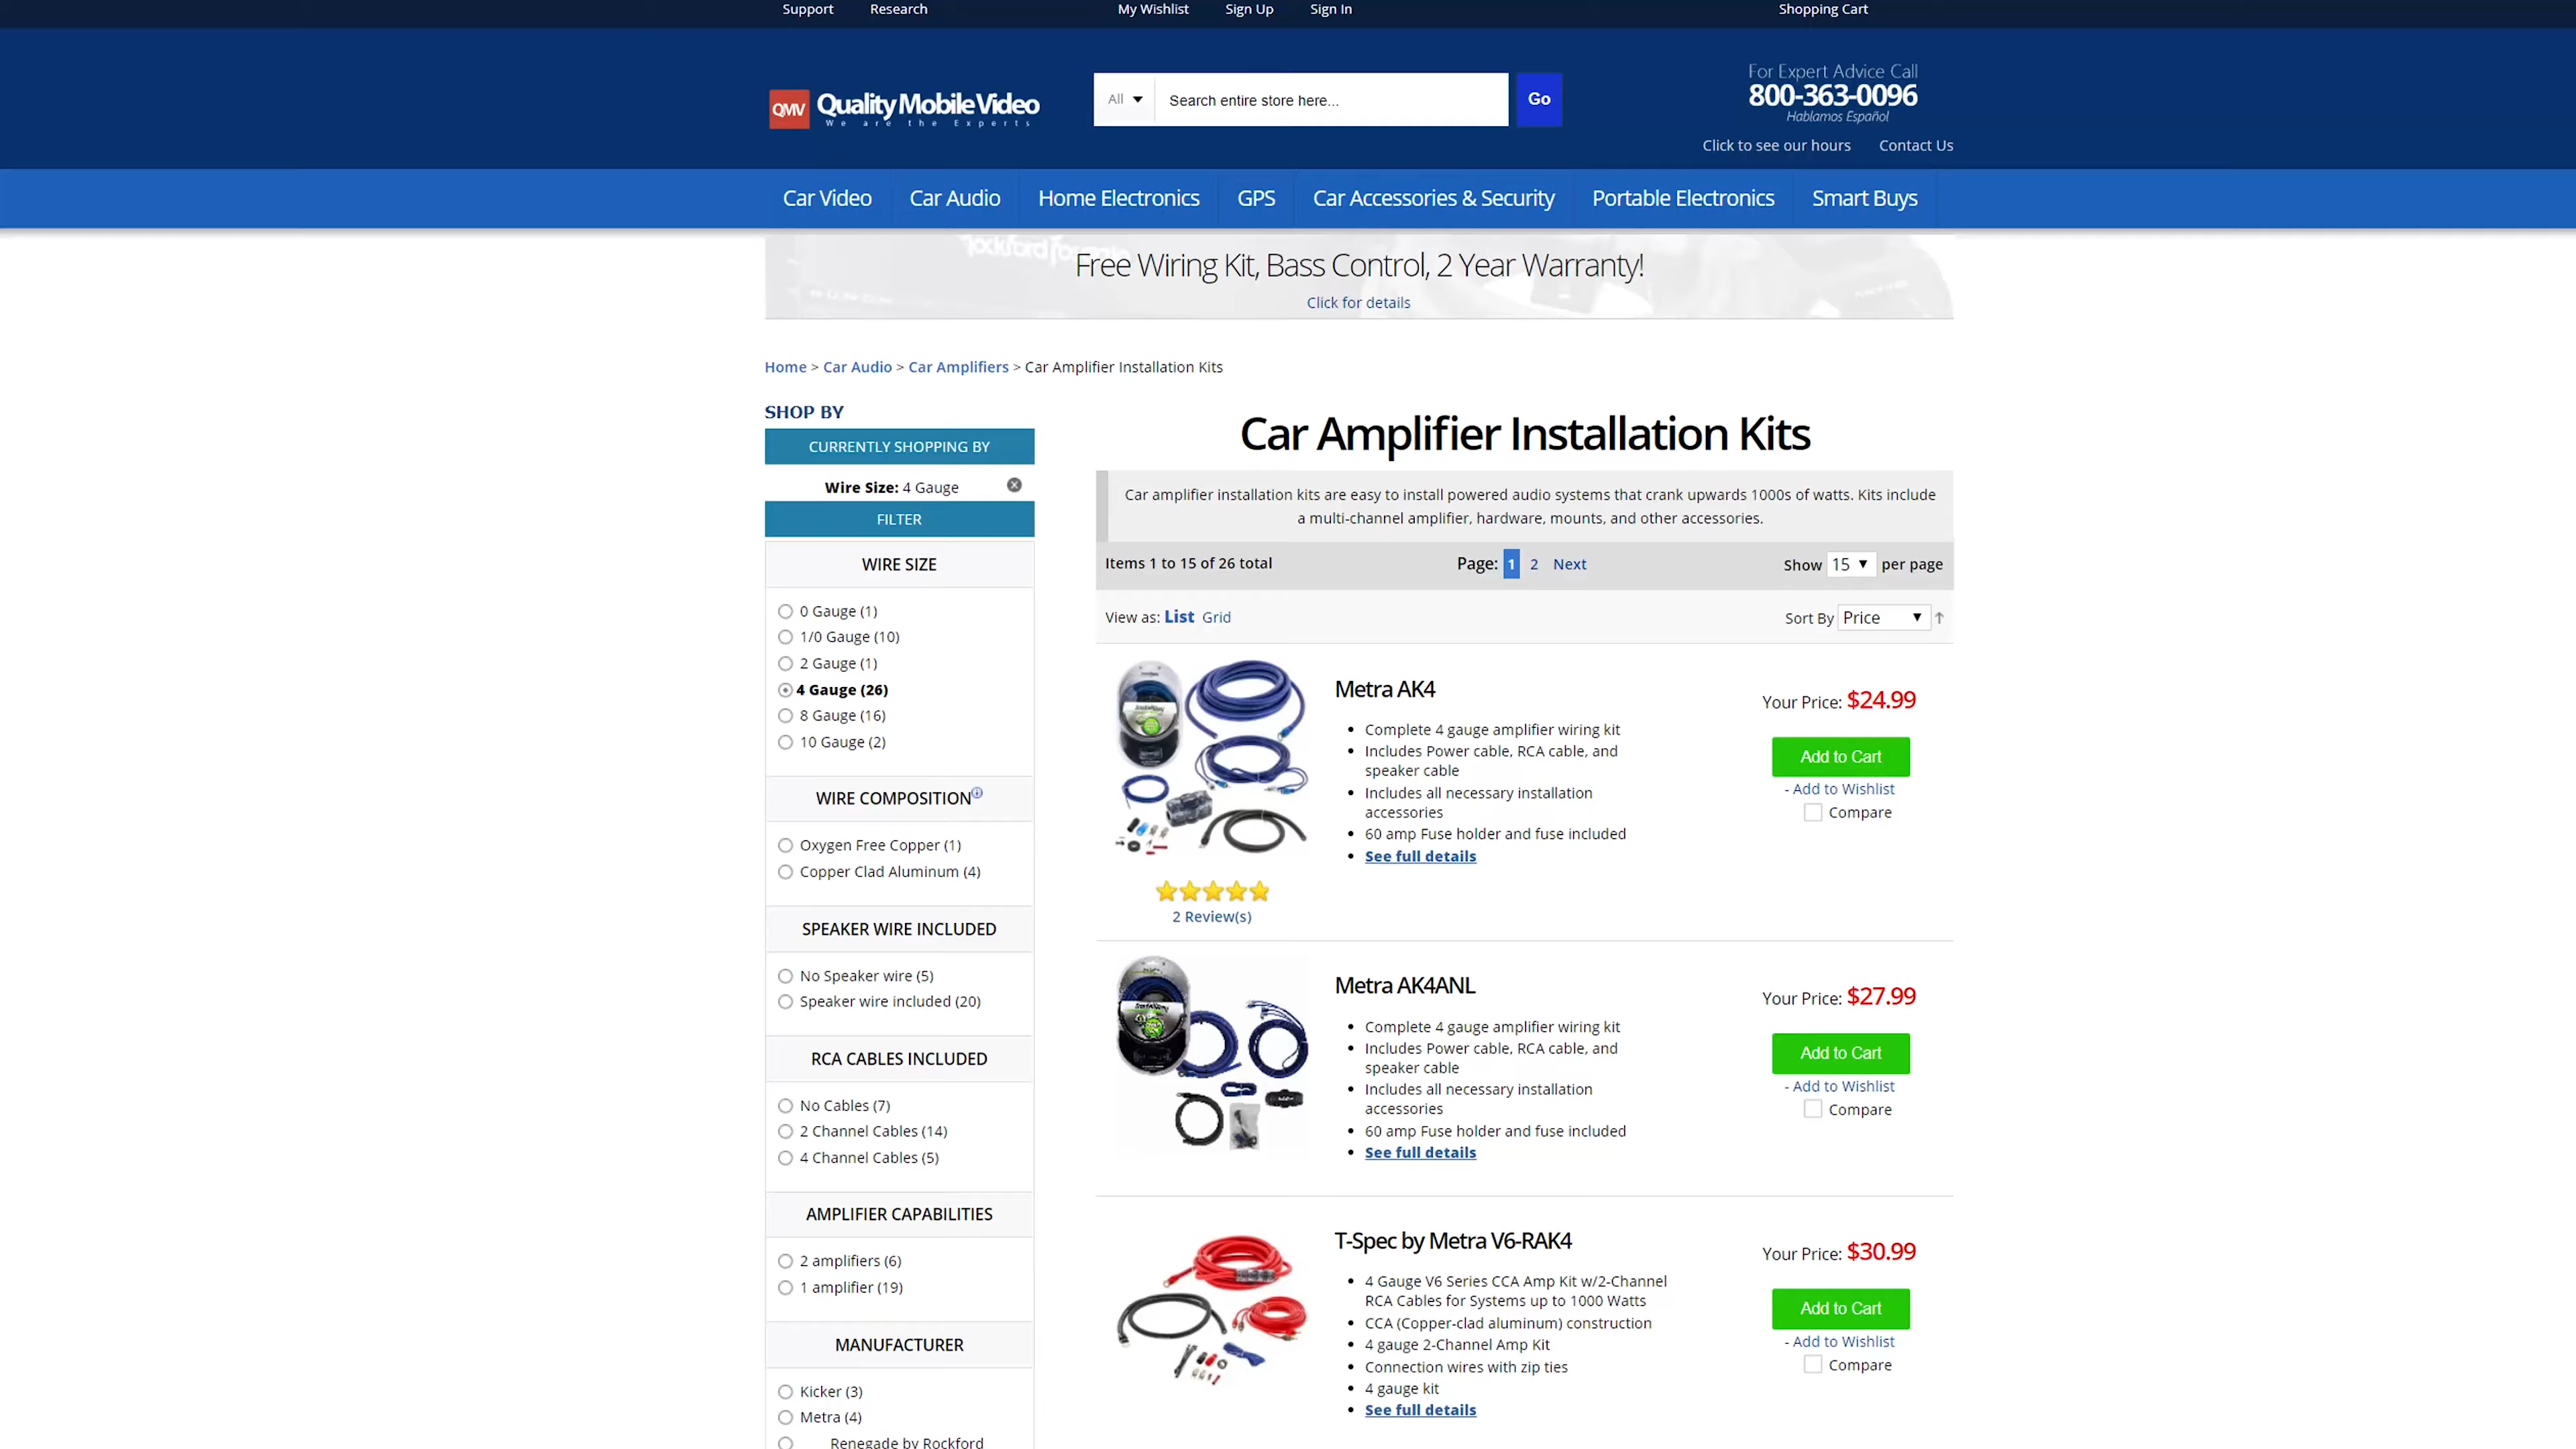 Support Research My Wishlist Sign Up Sign In Shopping Cart
QMV Quality Mobile Video
We are the Experts
All Search entire store here... Go
For Expert Advice Call
800-363-0096
Hablamos Español
Click to see our hours Contact Us
Car Video Car Audio Home Electronics GPS Car Accessories & Security Portable Electronics Smart Buys
Free Wiring Kit, Bass Control, 2 Year Warranty!
Click for details
Home > Car Audio > Car Amplifiers > Car Amplifier Installation Kits
SHOP BY
CURRENTLY SHOPPING BY
Wire Size: 4 Gauge
FILTER
WIRE SIZE
0 Gauge (1)
1/0 Gauge (10)
2 Gauge (1)
4 Gauge (26)
8 Gauge (16)
10 Gauge (2)
WIRE COMPOSITION
Oxygen Free Copper (1)
Copper Clad Aluminum (4)
SPEAKER WIRE INCLUDED
No Speaker wire (5)
Speaker wire included (20)
RCA CABLES INCLUDED
No Cables (7)
2 Channel Cables (14)
4 Channel Cables (5)
AMPLIFIER CAPABILITIES
2 amplifiers (6)
1 amplifier (19)
MANUFACTURER
Kicker (3)
Metra (4)
Renegade by Rockford
Car Amplifier Installation Kits
Car amplifier installation kits are easy to install powered audio systems that crank upwards 1000s of watts. Kits include
a multi-channel amplifier, hardware, mounts, and other accessories.
Items 1 to 15 of 26 total Page: 1 2 Next Show 15 per page
View as: List Grid Sort By Price
Metra AK4
Complete 4 gauge amplifier wiring kit
Includes Power cable, RCA cable, and
speaker cable
Includes all necessary installation
accessories
60 amp Fuse holder and fuse included
See full details
2 Review(s)
Your Price: $24.99
Add to Cart
- Add to Wishlist
Compare
Metra AK4ANL
Complete 4 gauge amplifier wiring kit
Includes Power cable, RCA cable, and
speaker cable
Includes all necessary installation
accessories
60 amp Fuse holder and fuse included
See full details
Your Price: $27.99
Add to Cart
- Add to Wishlist
Compare
T-Spec by Metra V6-RAK4
4 Gauge V6 Series CCA Amp Kit w/2-Channel
RCA Cables for Systems up to 1000 Watts
CCA (Copper-clad aluminum) construction
4 gauge 2-Channel Amp Kit
Connection wires with zip ties
4 gauge kit
See full details
Your Price: $30.99
Add to Cart
- Add to Wishlist
Compare